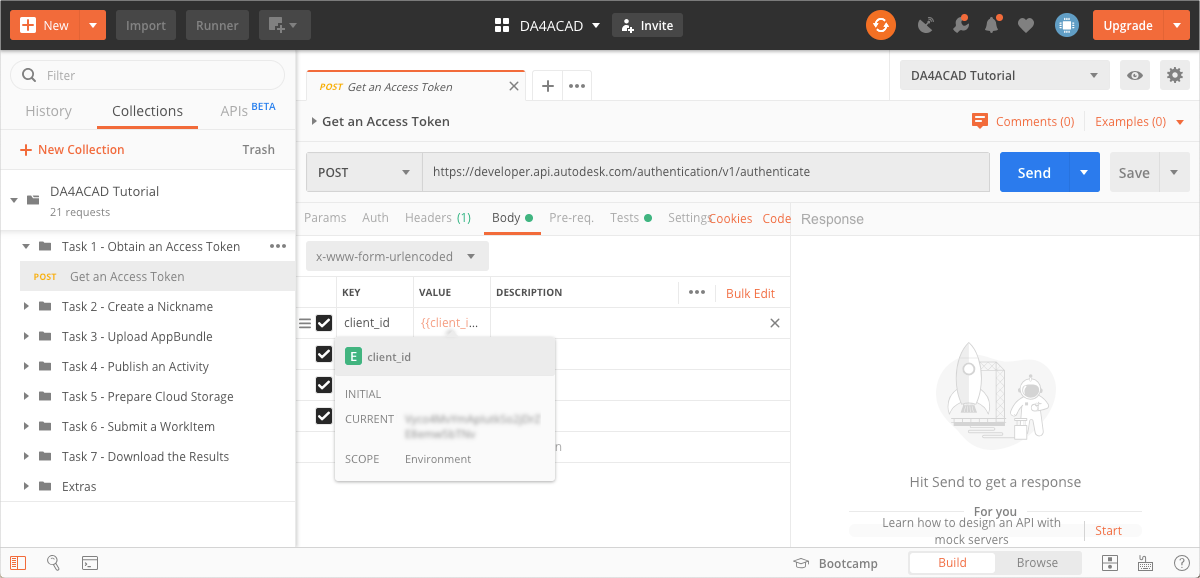 New
Import
Runner
DA4ACAD
Invite
Upgrade
Filter
History
Collections
APIs BETA
New Collection
Trash
DA4ACAD Tutorial
21 requests
Task 1 - Obtain an Access Token
POST Get an Access Token
Task 2 - Create a Nickname
Task 3 - Upload AppBundle
Task 4 - Publish an Activity
Task 5 - Prepare Cloud Storage
Task 6 - Submit a WorkItem
Task 7 - Download the Results
Extras
POST Get an Access Token
DA4ACAD Tutorial
Get an Access Token
Comments (0)
Examples (0)
POST
https://developer.api.autodesk.com/authentication/v1/authenticate
Send
Save
Params
Auth
Headers (1)
Body
Pre-req.
Tests
Settings
Cookies
Code
Response
x-www-form-urlencoded
KEY
VALUE
DESCRIPTION
Bulk Edit
client_id
{{client_i...
E client_id
INITIAL
CURRENT
SCOPE
Environment
Hit Send to get a response
For you
Learn how to design an API with
mock servers
Start
Bootcamp
Build
Browse